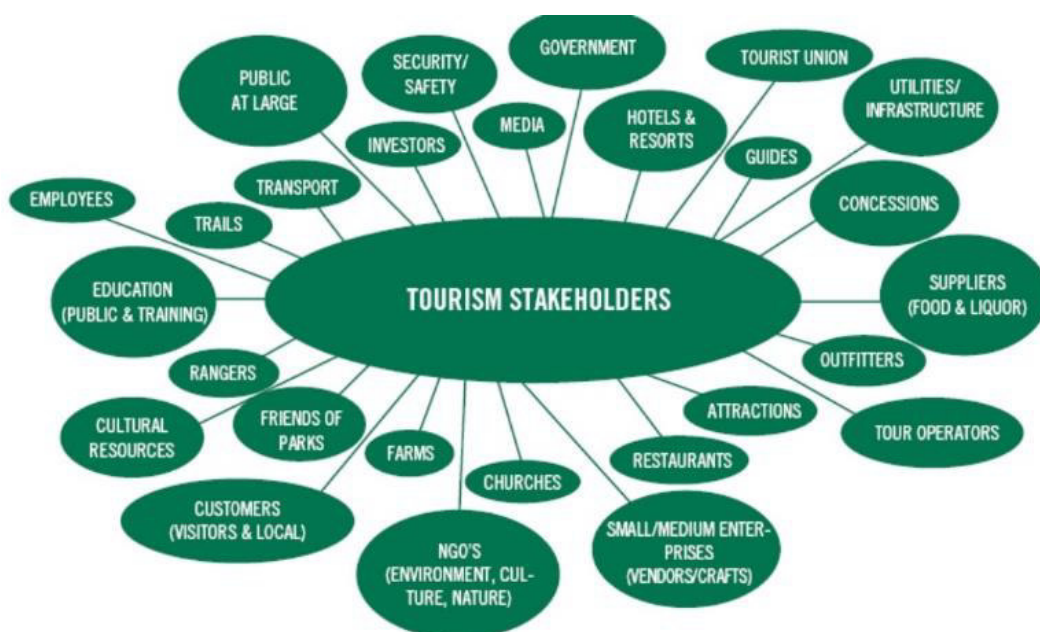 PUBLIC
AT LARGE
SECURITY/
SAFETY
GOVERNMENT
TOURIST UNION
UTILITIES/
INFRASTRUCTURE
INVESTORS
MEDIA
HOTELS &
RESORTS
GUIDES
EMPLOYEES
TRANSPORT
TRAILS
CONCESSIONS
EDUCATION
(PUBLIC & TRAINING)
TOURISM STAKEHOLDERS
SUPPLIERS
(FOOD & LIQUOR)
RANGERS
OUTFITTERS
CULTURAL
RESOURCES
FRIENDS OF
PARKS
FARMS
CHURCHES
RESTAURANTS
ATTRACTIONS
TOUR OPERATORS
CUSTOMERS
(VISITORS & LOCAL)
NGO'S
(ENVIRONMENT, CUL-
TURE, NATURE)
SMALL/MEDIUM ENTER-
PRISES
(VENDORS/CRAFTS)